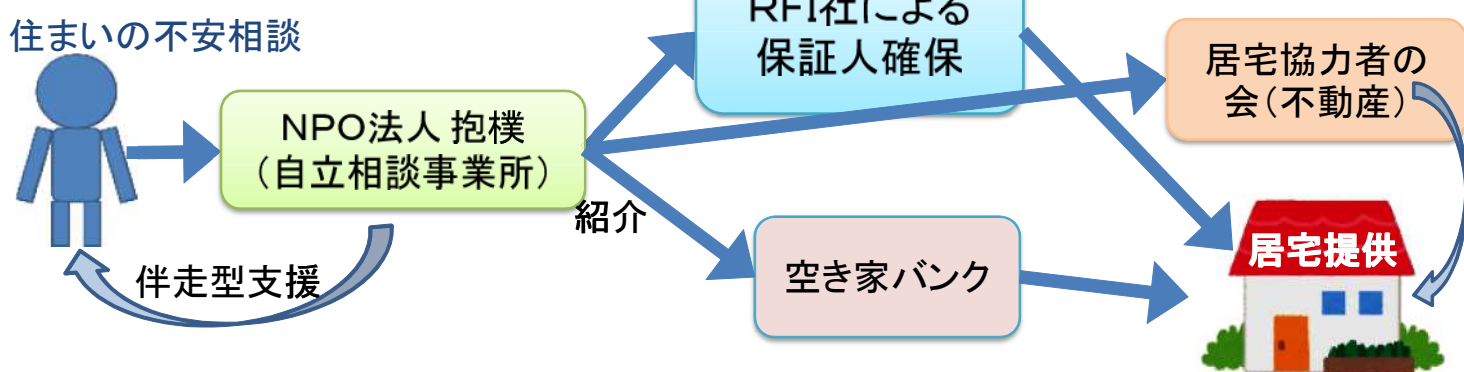 住まいの不安相談
NPO法人 抱樸
（自立相談事業所）
伴走型支援
紹介
RFI社による
保証人確保
空き家バンク
居宅協力者の
会（不動産）
居宅提供